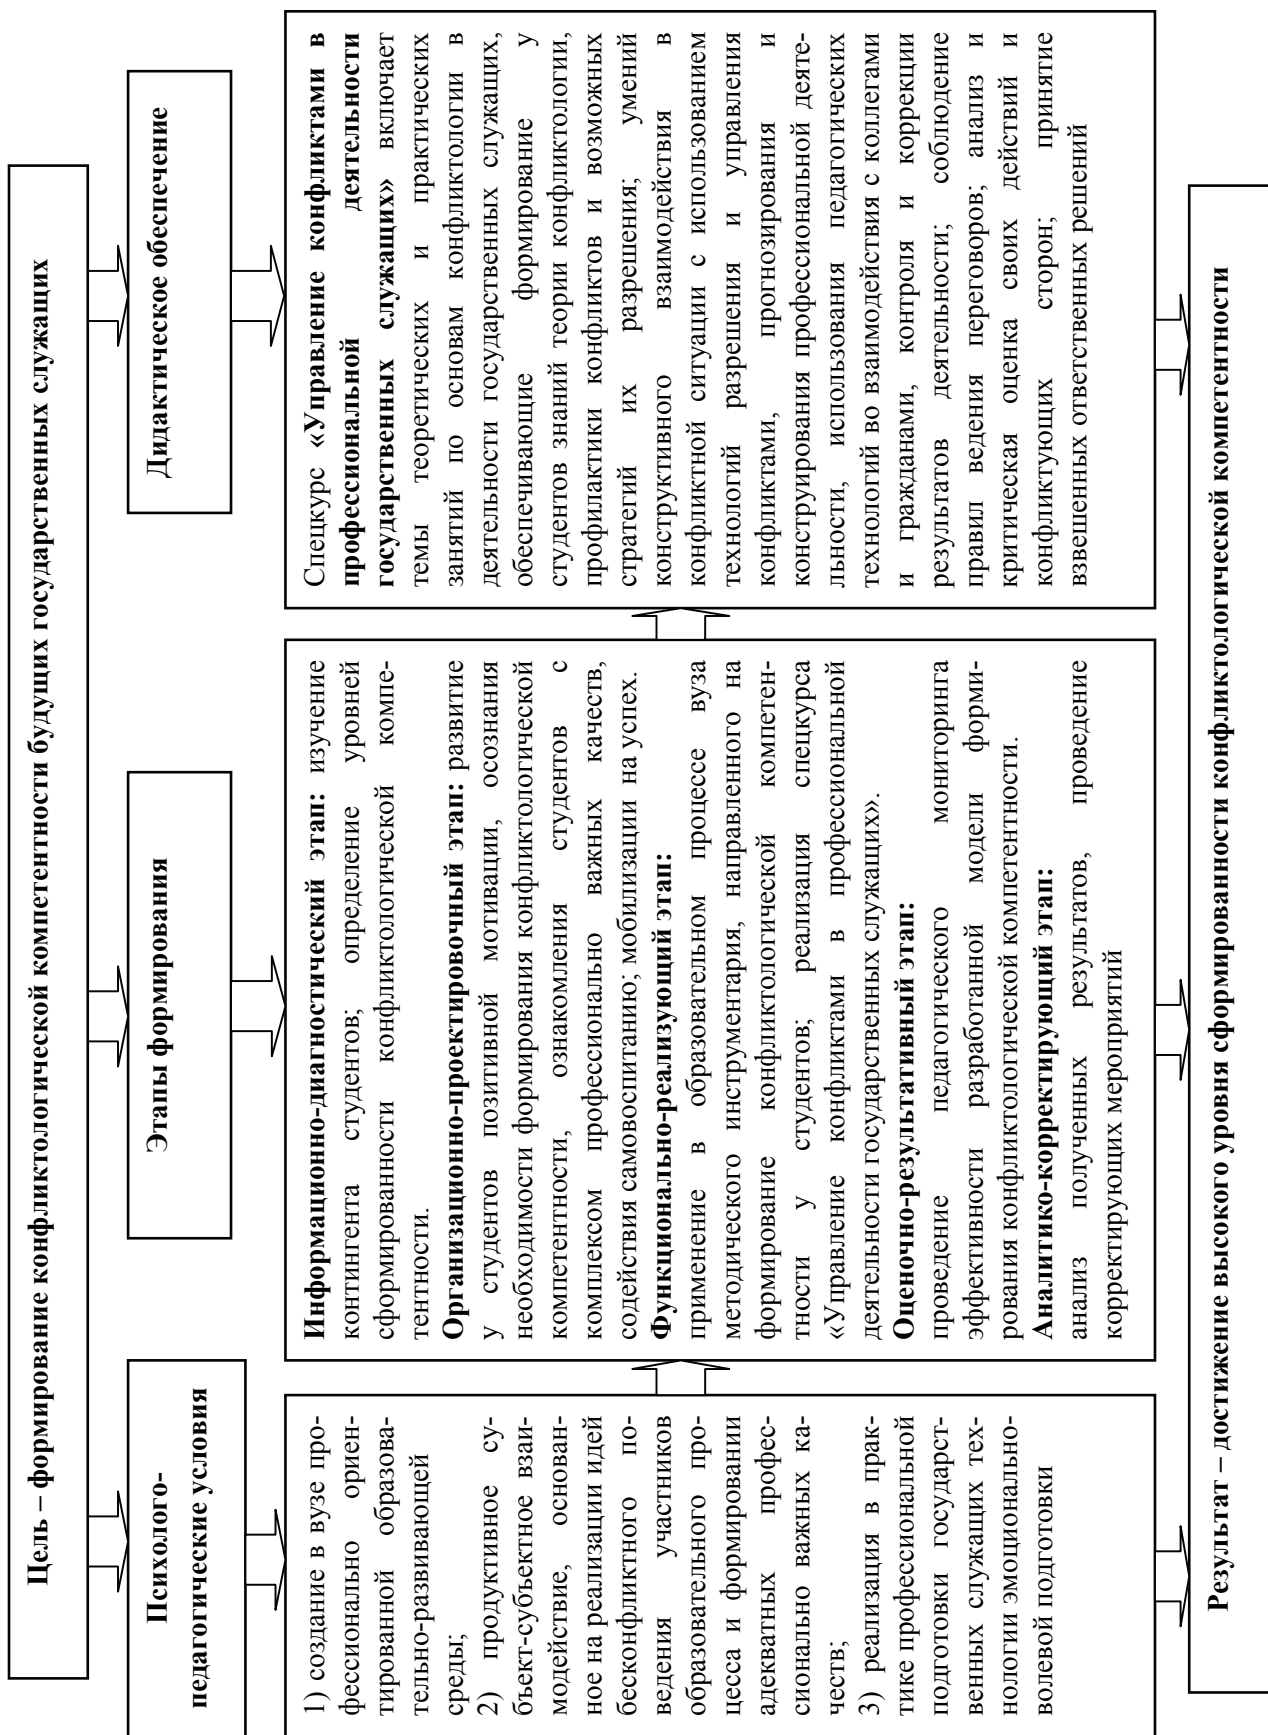 Цель – формирование конфликтологической компетентности будущих государственных служащих
Психолого-
педагогические условия
Этапы формирования
Дидактическое обеспечение
1) создание в вузе про-
фессионально ориен-
тированной образова-
тельно-развивающей
среды;
2) продуктивное су-
бъект-субъектное взаи-
модействие, основан-
ное на реализации идей
бесконфликтного по-
ведения участников
образовательного про-
цесса и формировании
адекватных профес-
сионально важных ка-
честв;
3) реализация в прак-
тике профессиональной
подготовки государст-
венных служащих тех-
нологии эмоционально-
волевой подготовки
Информационно-диагностический этап: изучение
контингента студентов; определение уровней
сформированности конфликтологической компе-
тентности.
Организационно-проектировочный этап: развитие
у студентов позитивной мотивации, осознания
необходимости формирования конфликтологической
компетентности, ознакомления студентов с
комплексом профессионально важных качеств,
содействия самовоспитанию; мобилизации на успех.
Функционально-реализующий этап:
применение в образовательном процессе вуза
методического инструментария, направленного на
формирование конфликтологической компетен-
тности у студентов; реализация спецкурса
«Управление конфликтами в профессиональной
деятельности государственных служащих».
Оценочно-результативный этап:
проведение педагогического мониторинга
эффективности разработанной модели форми-
рования конфликтологической компетентности.
Аналитико-корректирующий этап:
анализ полученных результатов, проведение
корректирующих мероприятий
Спецкурс «Управление конфликтами в
профессиональной деятельности
государственных служащих» включает
темы теоретических и практических
занятий по основам конфликтологии в
деятельности государственных служащих,
обеспечивающие формирование у
студентов знаний теории конфликтологии,
профилактики конфликтов и возможных
стратегий их разрешения; умений
конструктивного взаимодействия в
конфликтной ситуации с использованием
технологий разрешения и управления
конфликтами, прогнозирования и
конструирования профессиональной деяте-
льности, использования педагогических
технологий во взаимодействия с коллегами
и гражданами, контроля и коррекции
результатов деятельности; соблюдение
правил ведения переговоров; анализ и
критическая оценка своих действий и
конфликтующих сторон; принятие
взвешенных ответственных решений
Результат – достижение высокого уровня сформированности конфликтологической компетентности